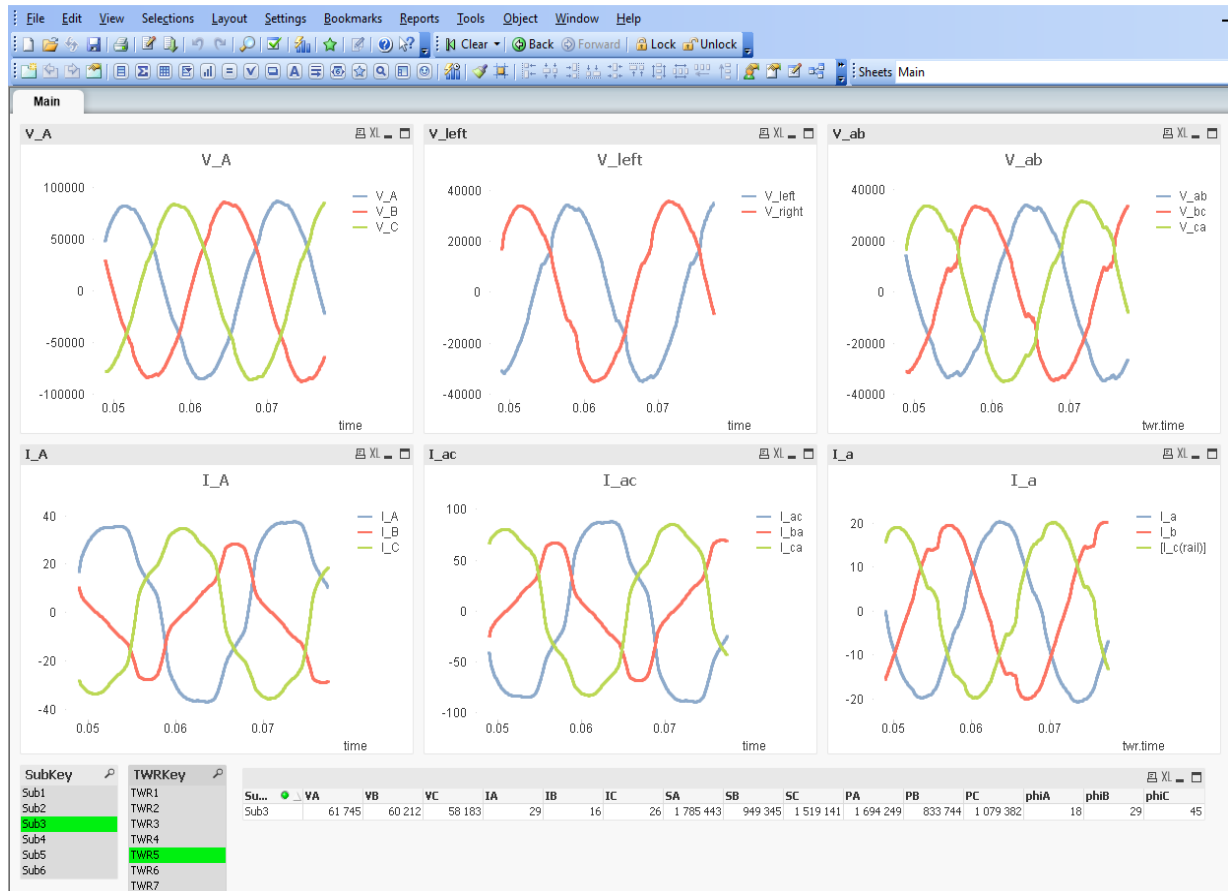 File Edit View Selections Layout Settings Bookmarks Reports Tools Object Window Help
Clear Back Forward Lock Unlock
Sheets Main
Main
V_A XL
V_A
100000
50000
0
-50000
-100000
0.05 0.06 0.07
time
V_A
V_B
V_C
V_left XL
V_left
40000
20000
0
-20000
-40000
0.05 0.06 0.07
time
V_left
V_right
V_ab XL
V_ab
40000
20000
0
-20000
-40000
0.05 0.06 0.07
twr.time
V_ab
V_bc
V_ca
I_A XL
I_A
40
20
0
-20
-40
0.05 0.06 0.07
time
I_A
I_B
I_C
I_ac XL
I_ac
100
50
0
-50
-100
0.05 0.06 0.07
time
I_ac
I_ba
I_ca
I_a XL
I_a
20
10
0
-10
-20
0.05 0.06 0.07
twr.time
I_a
I_b
[I_c(rail)]
SubKey
Sub1
Sub2
Sub3
Sub4
Sub5
Sub6
TWRKey
TWR1
TWR2
TWR3
TWR4
TWR5
TWR6
TWR7
XL
Su... VA VB VC IA IB IC SA SB SC PA PB PC phiA phiB phiC
Sub3 61 745 60 212 58 183 29 16 26 1 785 443 949 345 1 519 141 1 694 249 833 744 1 079 382 18 29 45